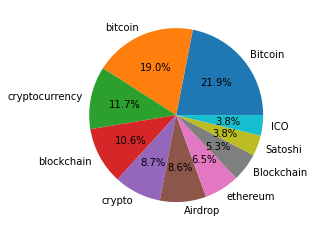 bitcoin
Bitcoin
19.0%
21.9%
cryptocurrency
11.7%
3.8%
ICO
3.8%
Satoshi
blockchain
10.6%
5.3%
Blockchain
8.7%
8.6%
6.5%
crypto
Airdrop
ethereum